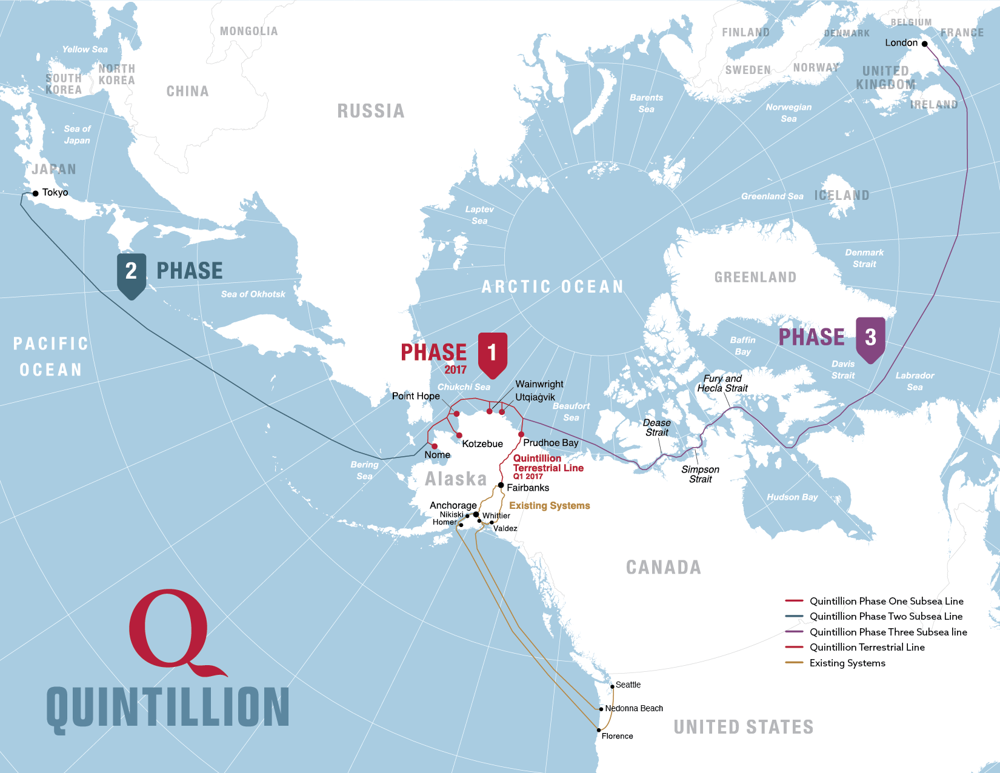 MONGOLIA
FINLAND
DENMARK
BELGIUM
FRANCE
London
Yellow Sea
NORTH
KOREA
SOUTH
KOREA
CHINA
RUSSIA
Barents
Sea
SWEDEN
NORWAY
UNITED
KINGDOM
IRELAND
Norwegian
Sea
Sea of
Japan
JAPAN
Tokyo
Laptev
Sea
Greenland Sea
ICELAND
Denmark
Strait
2
PHASE
Sea of Okhotsk
ARCTIC OCEAN
GREENLAND
PACIFIC
OCEAN
PHASE
2017
1
PHASE
3
Baffin
Bay
Davis
Strait
Labrador
Sea
Fury and
Hecla Strait
Chukchi Sea
Wainwright
Utqiaġvik
Point Hope
Beaufort
Sea
Dease
Strait
Kotzebue
Prudhoe Bay
Nome
Simpson
Strait
Bering
Sea
Alaska
Quintillion
Terrestrial Line
Q1 2017
Fairbanks
Existing Systems
Anchorage
Nikiski
Homer
Whittier
Valdez
Hudson Bay
CANADA
Quintillion Phase One Subsea Line
Quintillion Phase Two Subsea Line
Quintillion Phase Three Subsea line
Quintillion Terrestrial Line
Existing Systems
Q
QUINTILLION
Seattle
Nedonna Beach
Florence
UNITED STATES